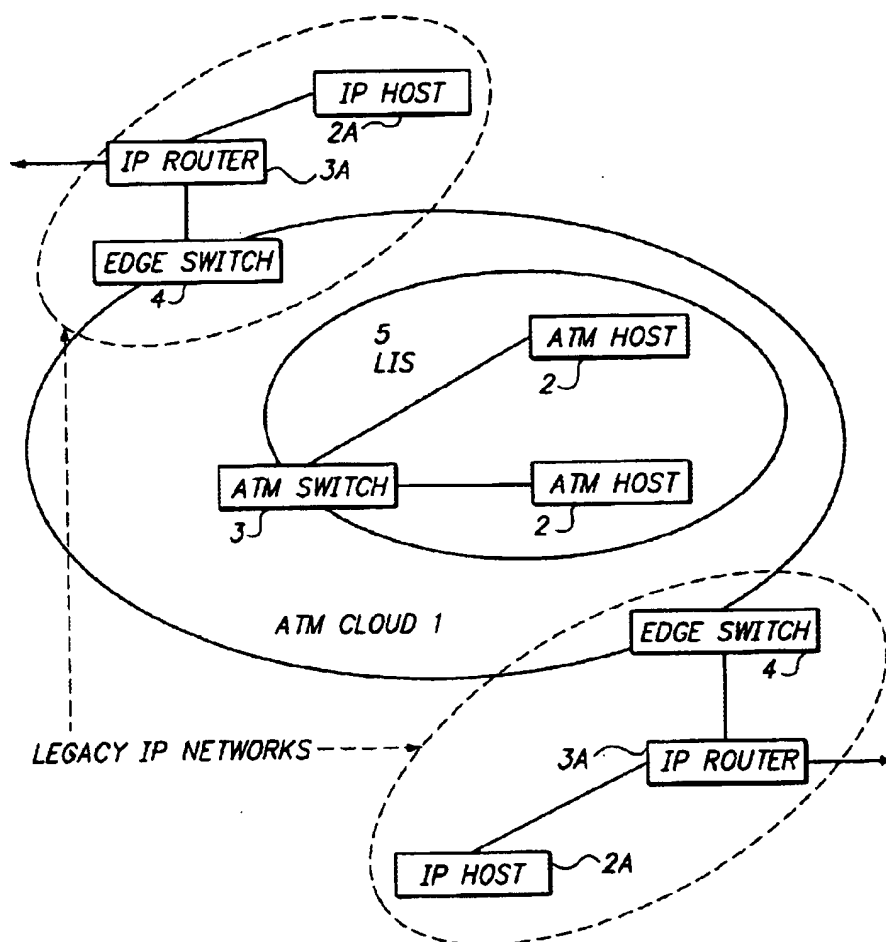 IP HOST
2A
IP ROUTER
3A
EDGE SWITCH
4
5
LIS
ATM HOST
2
ATM SWITCH
3
ATM HOST
2
ATM CLOUD 1
EDGE SWITCH
4
LEGACY IP NETWORKS
3A
IP ROUTER
IP HOST
2A